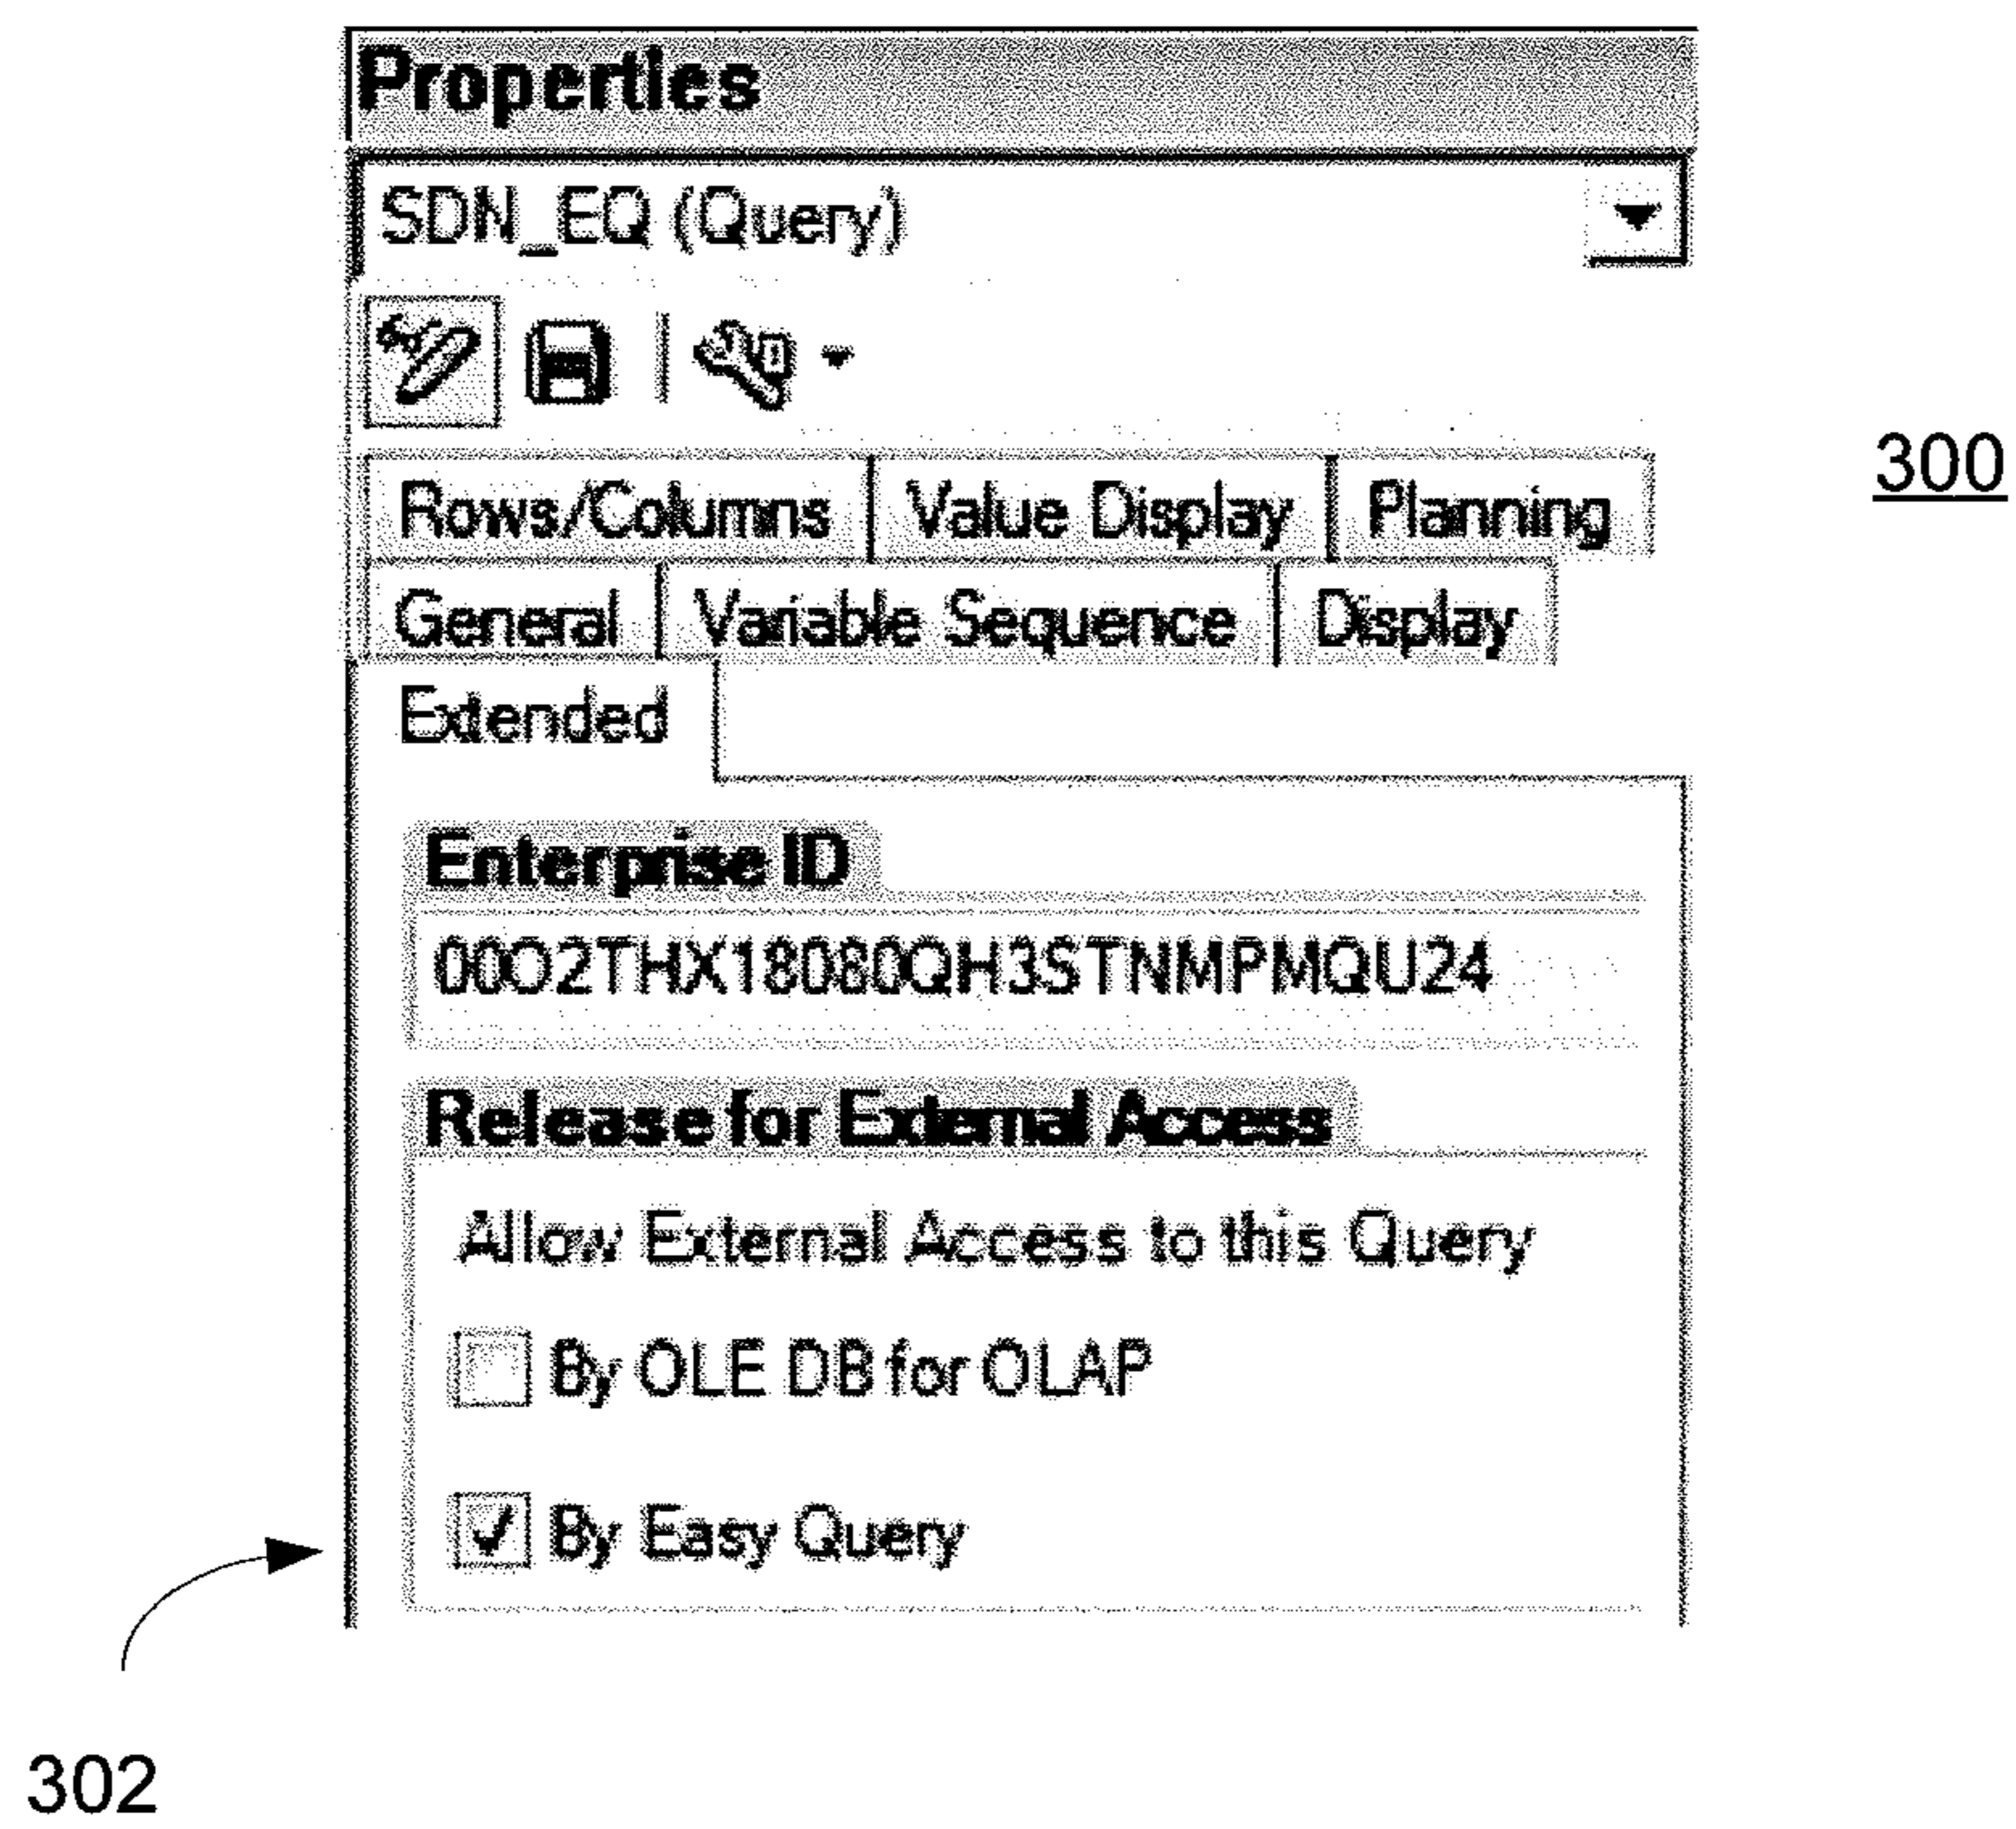 Properties
SDN_EQ (Query)
300
Rows/Columns Value Display Planning
General Variable Sequence Display
Extended
Enterprise ID
00O2THX18080QH3STNMPMQU24
Release for External Access
Allow External Access to this Query
By OLE DB for OLAP
By Easy Query
302